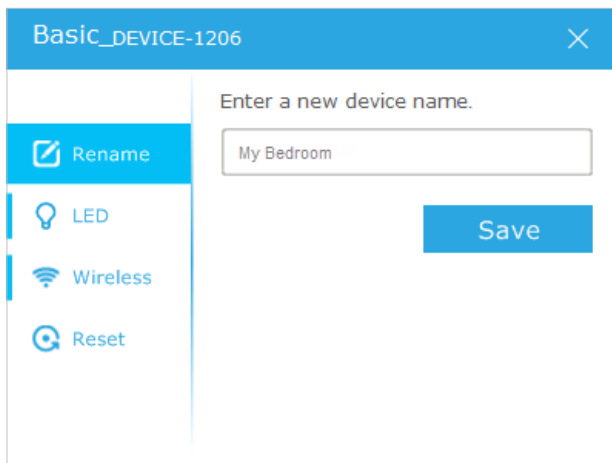 Basic_DEVICE-1206
Enter a new device name.
Rename
My Bedroom
LED
Save
Wireless
Reset